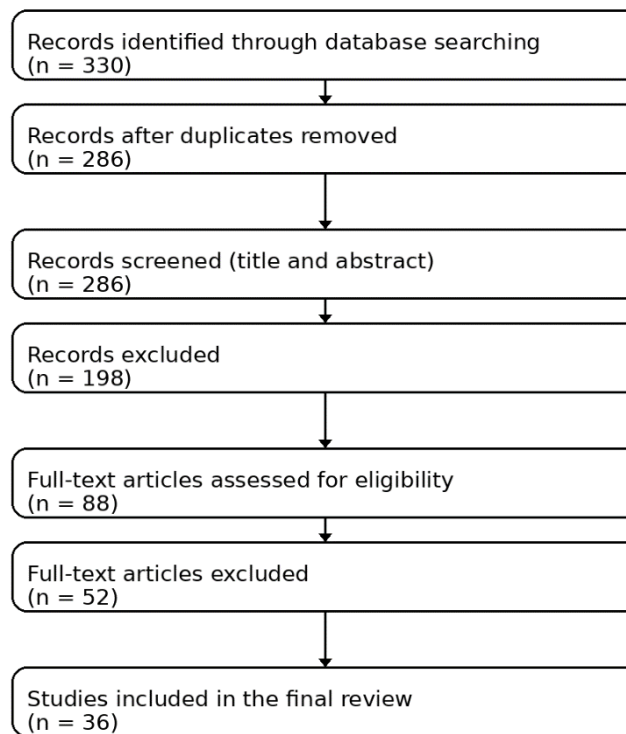 Records identified through database searching
(n = 330)
Records after duplicates removed
(n = 286)
Records screened (title and abstract)
(n = 286)
Records excluded
(n = 198)
Full-text articles assessed for eligibility
(n = 88)
Full-text articles excluded
(n = 52)
Studies included in the final review
(n = 36)